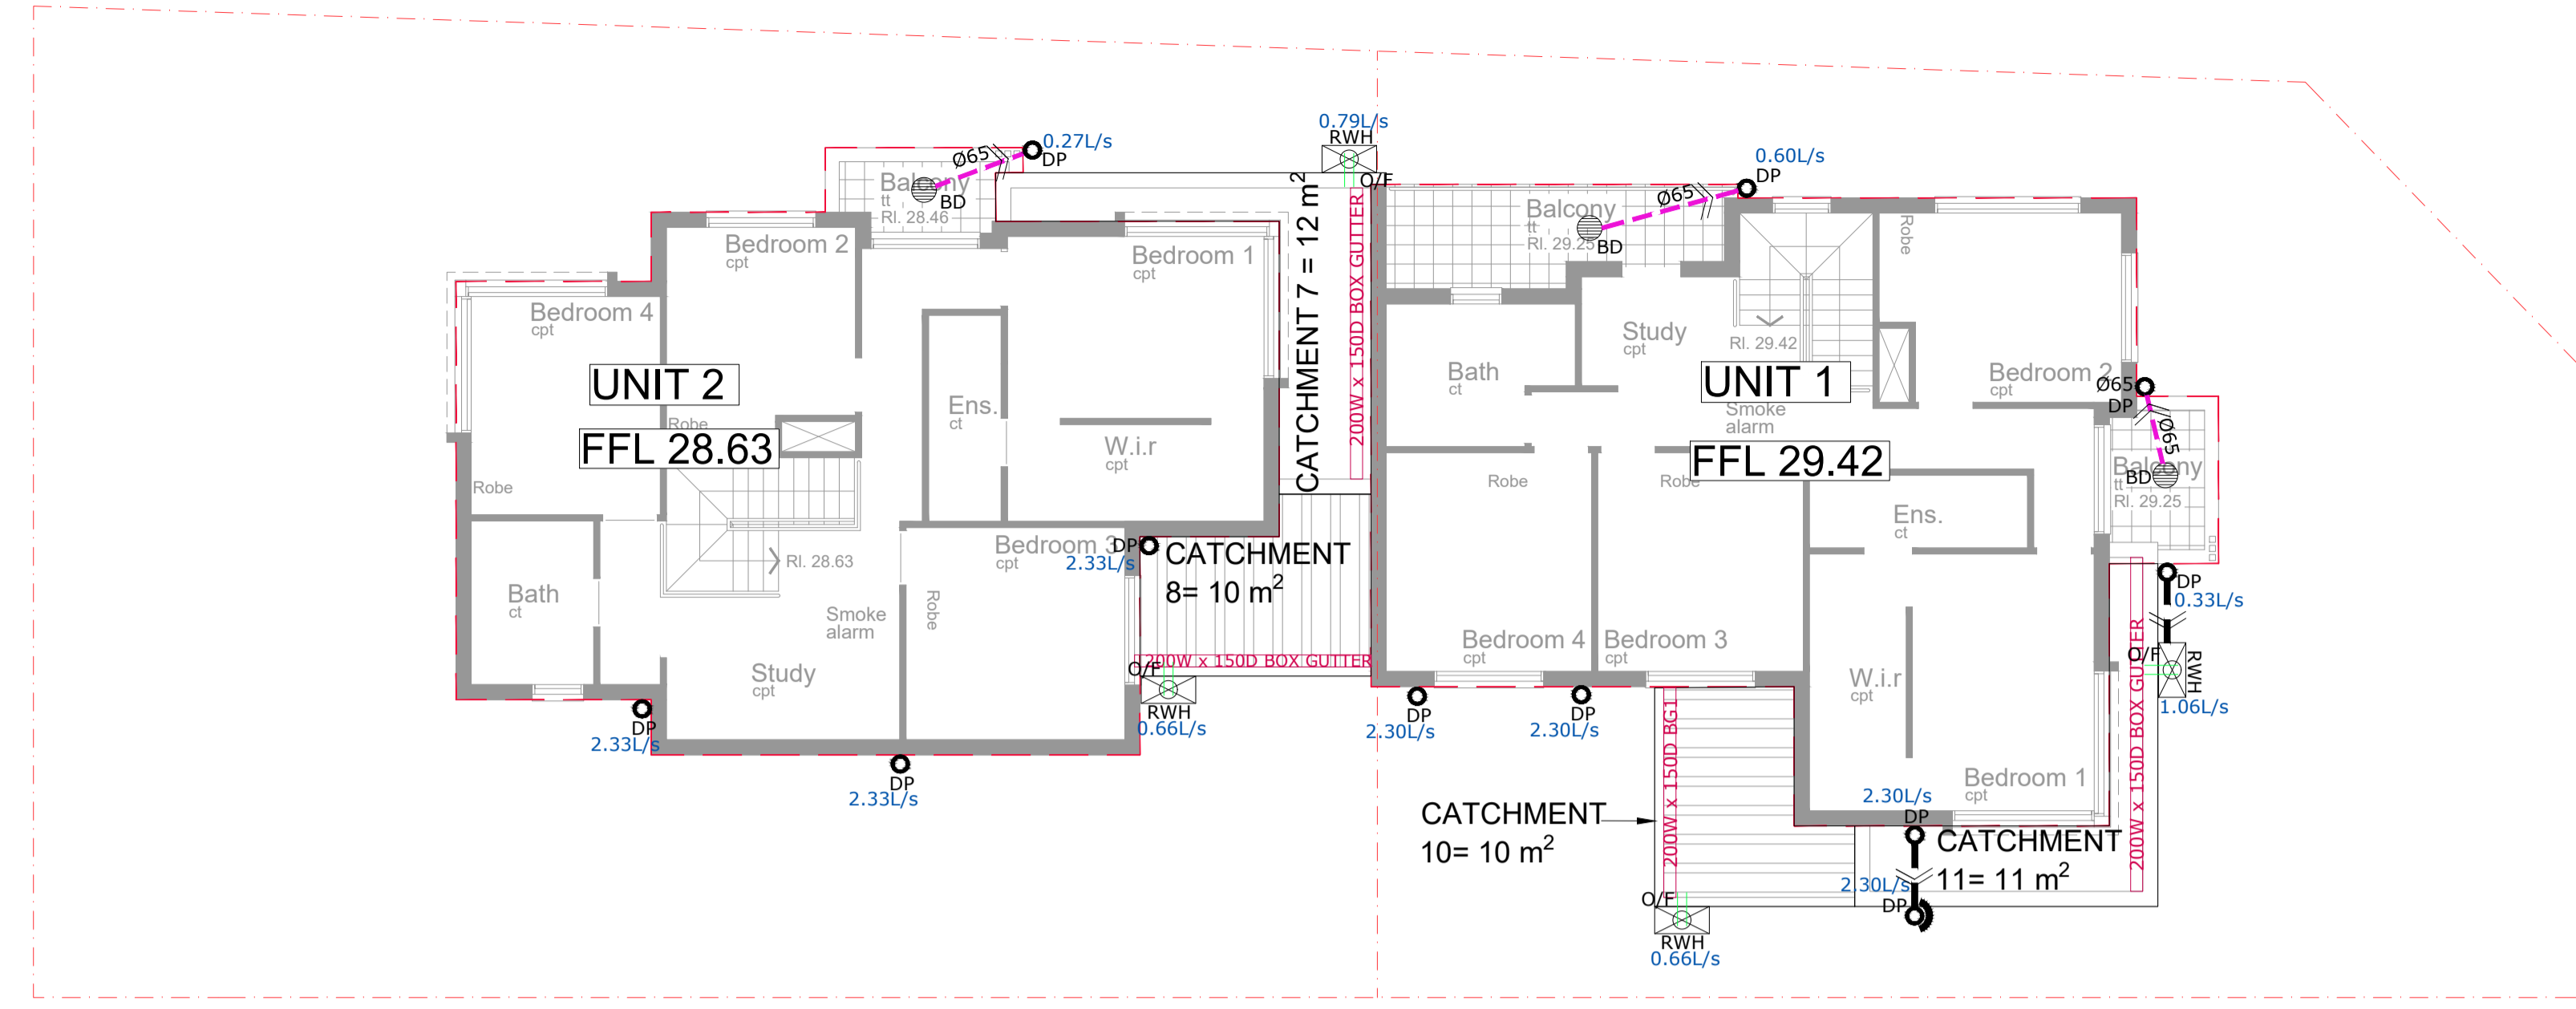 0.27L/s
Ø65
DP
Balcony
tt
BD
Rl. 28.46
Bedroom 2
cpt
Bedroom 1
cpt
Bedroom 4
cpt
UNIT 2
Robe
FFL 28.63
Robe
Ens.
ct
W.i.r
cpt
Rl. 28.63
Bath
ct
Smoke
alarm
Robe
Study
cpt
Bedroom 3
cpt
DP
2.33L/s
DP
2.33L/s
DP
2.33L/s
0.79L/s
RWH
O/F
CATCHMENT 7 = 12 m²
200W x 150D BOX GUTTER
CATCHMENT
8= 10 m²
200W x 150D BOX GUTTER
O/F
RWH
0.66L/s
0.60L/s
DP
Ø65
Balcony
tt
Rl. 29.25
BD
Robe
Study
cpt
Rl. 29.42
Bath
ct
UNIT 1
Bedroom 2
cpt
Smoke
alarm
FFL 29.42
Robe
Robe
Ens.
ct
Ø65
DP
Ø65
Balcony
tt
BD
Rl. 29.25
DP
0.33L/s
O/F
RWH
1.06L/s
200W x 150D BOX GUTTER
Bedroom 4
cpt
Bedroom 3
cpt
W.i.r
cpt
DP
2.30L/s
DP
2.30L/s
200W x 150D BG1
Bedroom 1
cpt
2.30L/s
DP
CATCHMENT
10= 10 m²
CATCHMENT
11= 11 m²
2.30L/s
DP
O/F
RWH
0.66L/s